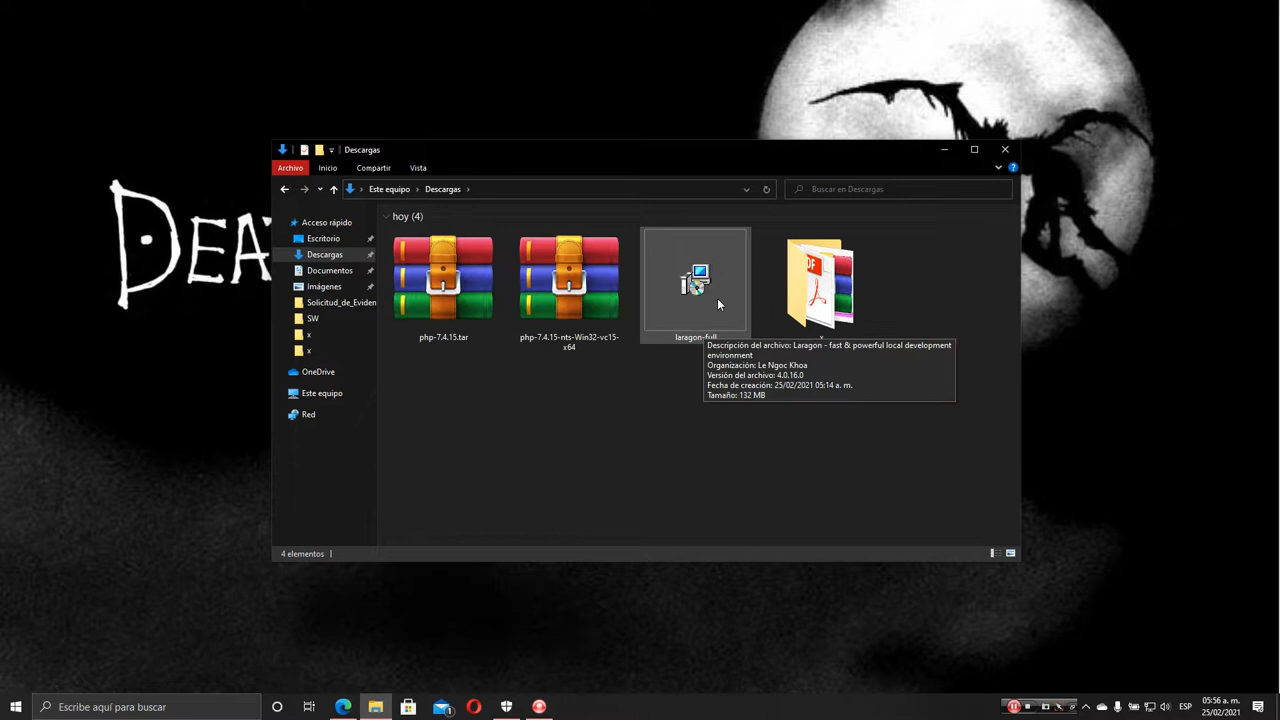 DEA
Descargas
Archivo Inicio Compartir Vista
Este equipo Descargas
Buscar en Descargas
Acceso rápido
Escritorio
Descargas
Documentos
Imágenes
Solicitud_de_Eviden
SW
x
x
OneDrive
Este equipo
Red
hoy (4)
php-7.4.15.tar
php-7.4.15-nts-Win32-vc15-
x64
laragon-full
PDF
Descripción del archivo: Laragon - fast & powerful local development
environment
Organización: Le Ngoc Khoa
Versión del archivo: 4.0.16.0
Fecha de creación: 25/02/2021 05:14 a. m.
Tamaño: 132 MB
4 elementos
Escribe aquí para buscar
ESP
05:56 a. m.
25/02/2021